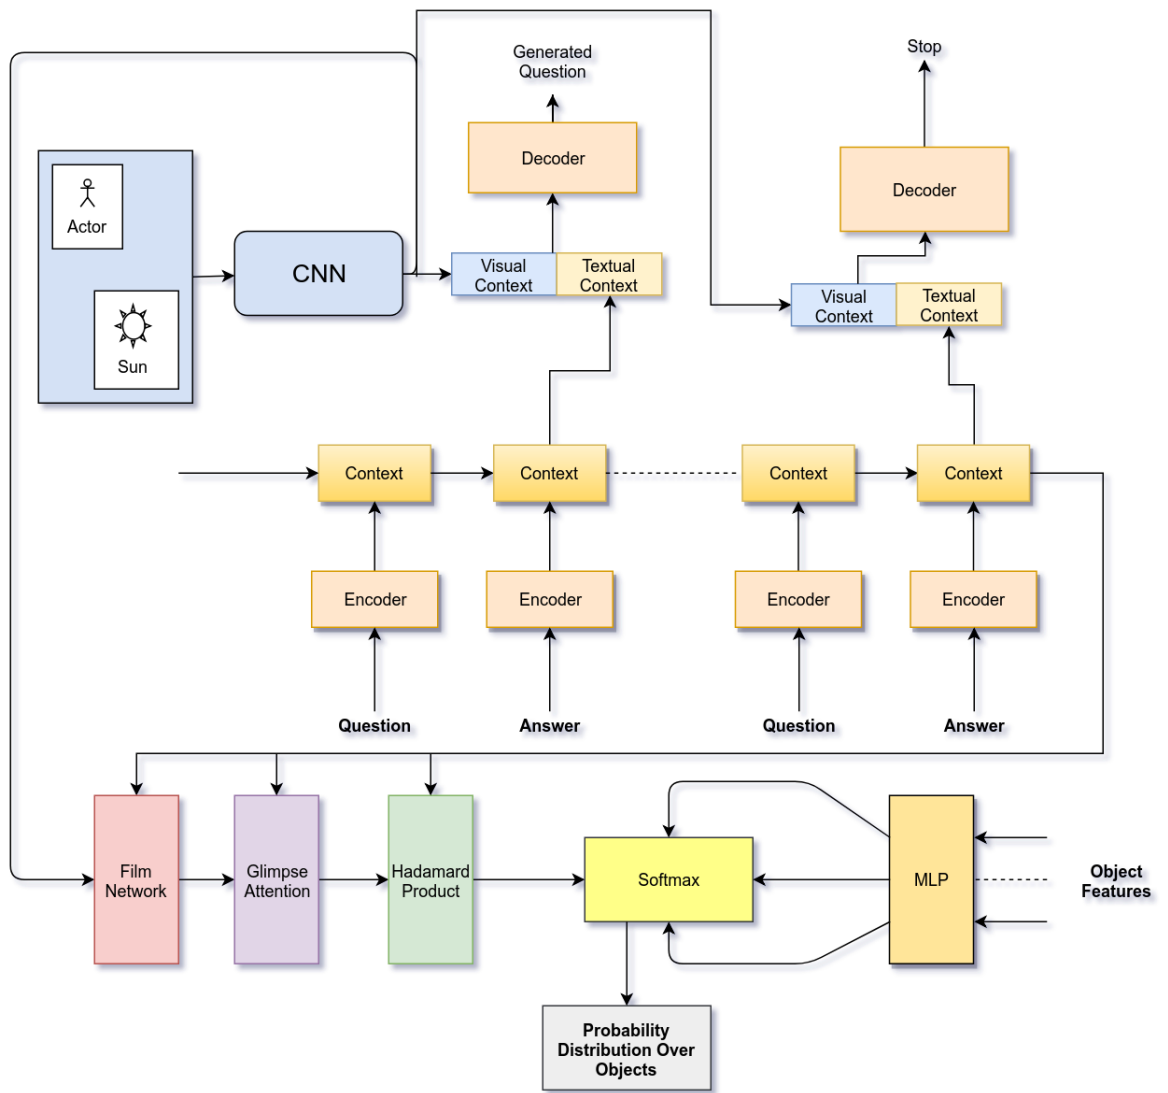 Generated
Question
Stop
Decoder
Decoder
Actor
CNN
Visual
Context
Textual
Context
Visual
Context
Textual
Context
Sun
Context
Context
Context
Context
Encoder
Encoder
Encoder
Encoder
Question
Answer
Question
Answer
Film
Network
Glimpse
Attention
Hadamard
Product
Softmax
MLP
Object
Features
Probability
Distribution Over
Objects